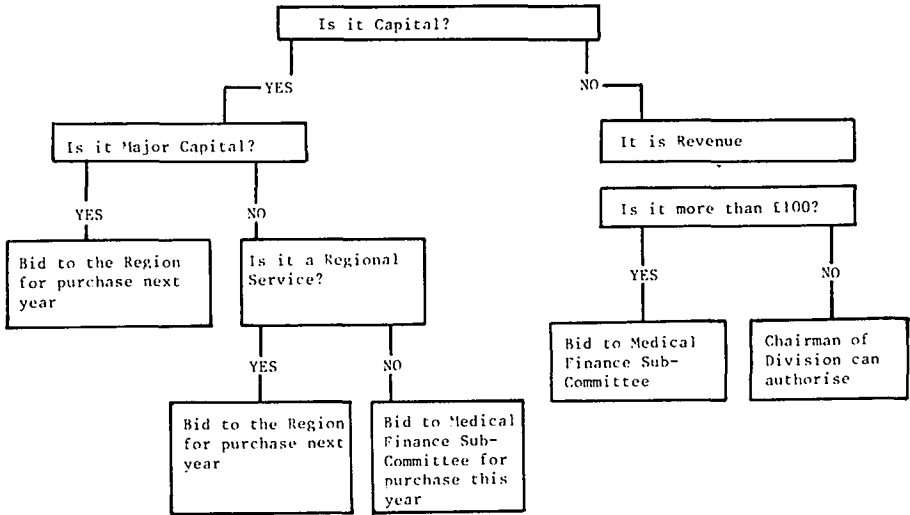 Is it Capital?
YES
NO
Is it Major Capital?
It is Revenue
YES
NO
Is it more than £100?
Bid to the Region
for purchase next
year
Is it a Regional
Service?
YES
NO
Bid to Medical
Finance Sub-
Committee
Chairman of
Division can
authorise
YES
NO
Bid to the Region
for purchase next
year
Bid to Medical
Finance Sub-
Committee for
purchase this
year